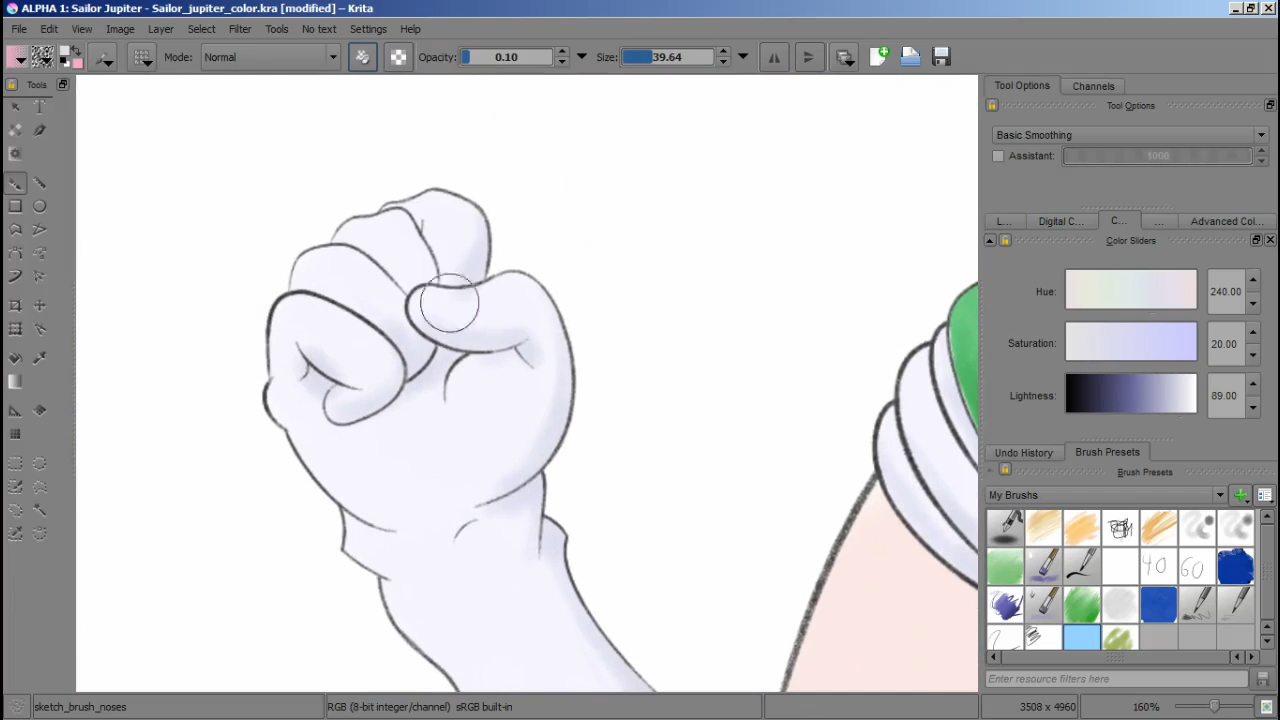 ALPHA 1: Sailor Jupiter - Sailor_jupiter_color.kra [modified] – Krita
File Edit View Image Layer Select Filter Tools No text Settings Help
Mode: Normal Opacity: 0.10 Size: 39.64
Tools
Tool Options Channels
Tool Options
Basic Smoothing
Assistant: 1000
L... Digital C... C... ... Advanced Col...
Color Sliders
Hue: 240.00
Saturation: 20.00
Lightness: 89.00
Undo History Brush Presets
Brush Presets
My Brushes
40 60
Enter resource filters here
sketch_brush_noses RGB (8-bit integer/channel) sRGB built-in 3508 x 4960 160%